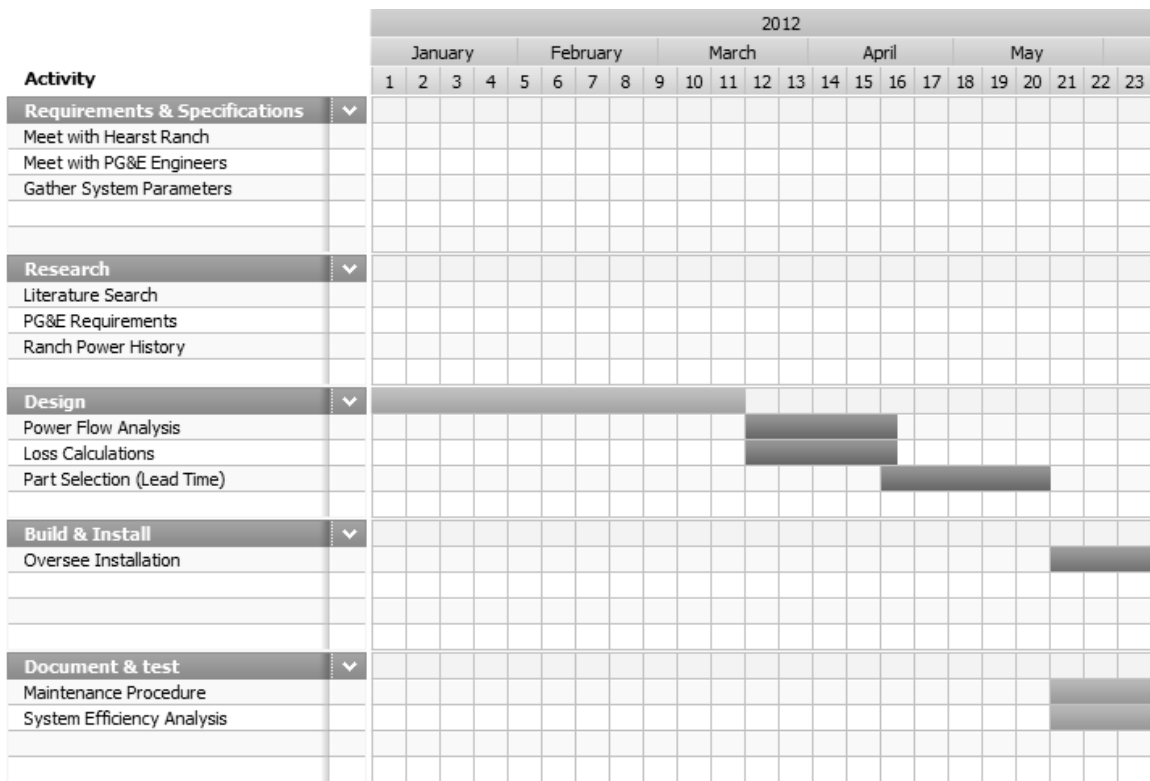 2012
January February March April May
Activity 1 2 3 4 5 6 7 8 9 10 11 12 13 14 15 16 17 18 19 20 21 22 23
Requirements & Specifications
Meet with Hearst Ranch
Meet with PG&E Engineers
Gather System Parameters
Research
Literature Search
PG&E Requirements
Ranch Power History
Design
Power Flow Analysis
Loss Calculations
Part Selection (Lead Time)
Build & Install
Oversee Installation
Document & test
Maintenance Procedure
System Efficiency Analysis